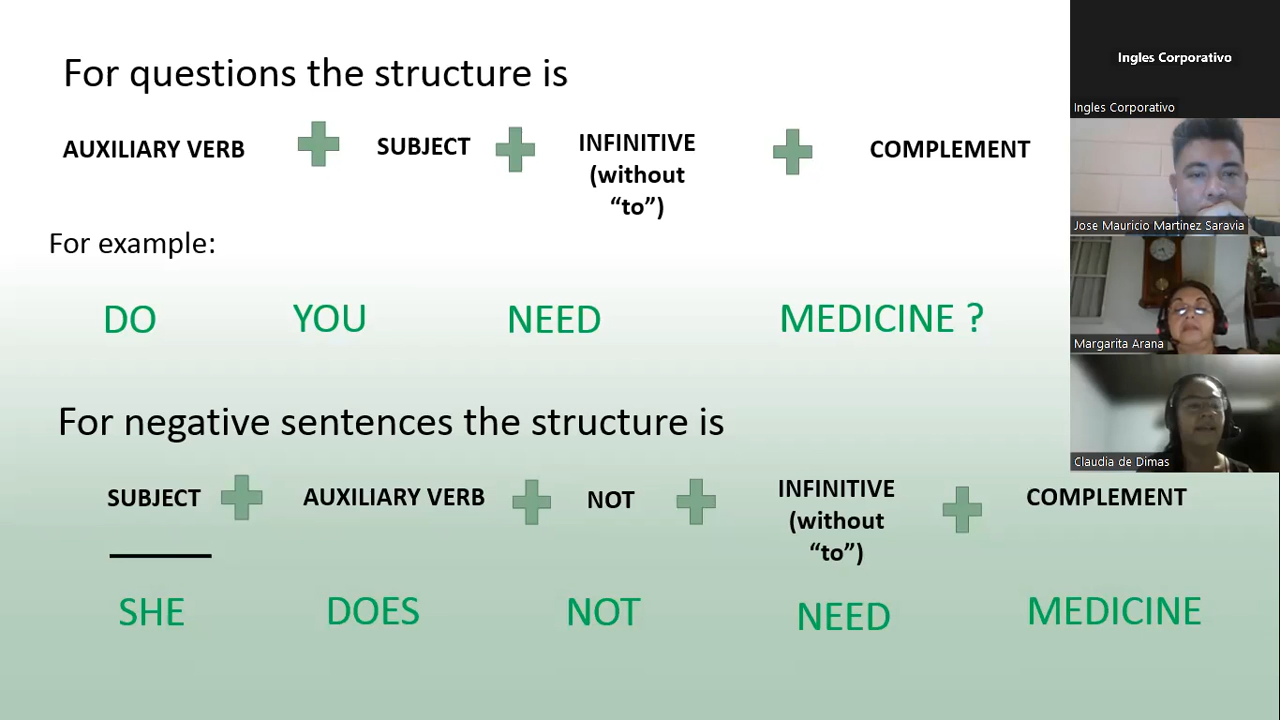 For questions the structure is
AUXILIARY VERB SUBJECT INFINITIVE COMPLEMENT
(without
“to”)
For example:
DO YOU NEED MEDICINE ?
For negative sentences the structure is
SUBJECT AUXILIARY VERB NOT INFINITIVE COMPLEMENT
(without
“to”)
SHE DOES NOT NEED MEDICINE
Ingles Corporativo
Ingles Corporativo
Jose Mauricio Martinez Saravia
Margarita Arana
Claudia de Dimas